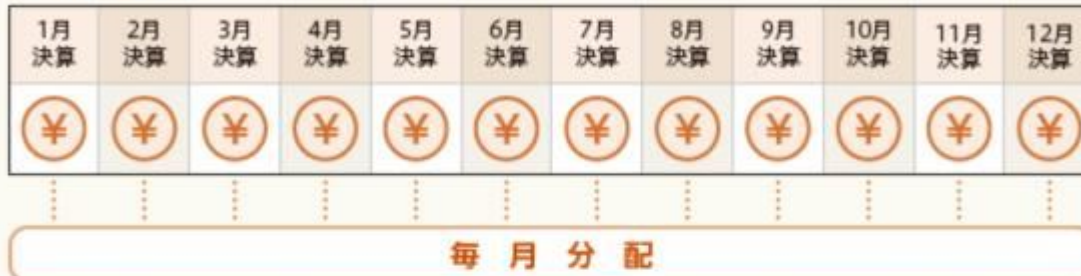 1月 2月 3月 4月 5月 6月 7月 8月 9月 10月 11月 12月
決算 決算 決算 決算 決算 決算 決算 決算 決算 決算 決算 決算
¥ ¥ ¥ ¥ ¥ ¥ ¥ ¥ ¥ ¥ ¥ ¥
毎月分配